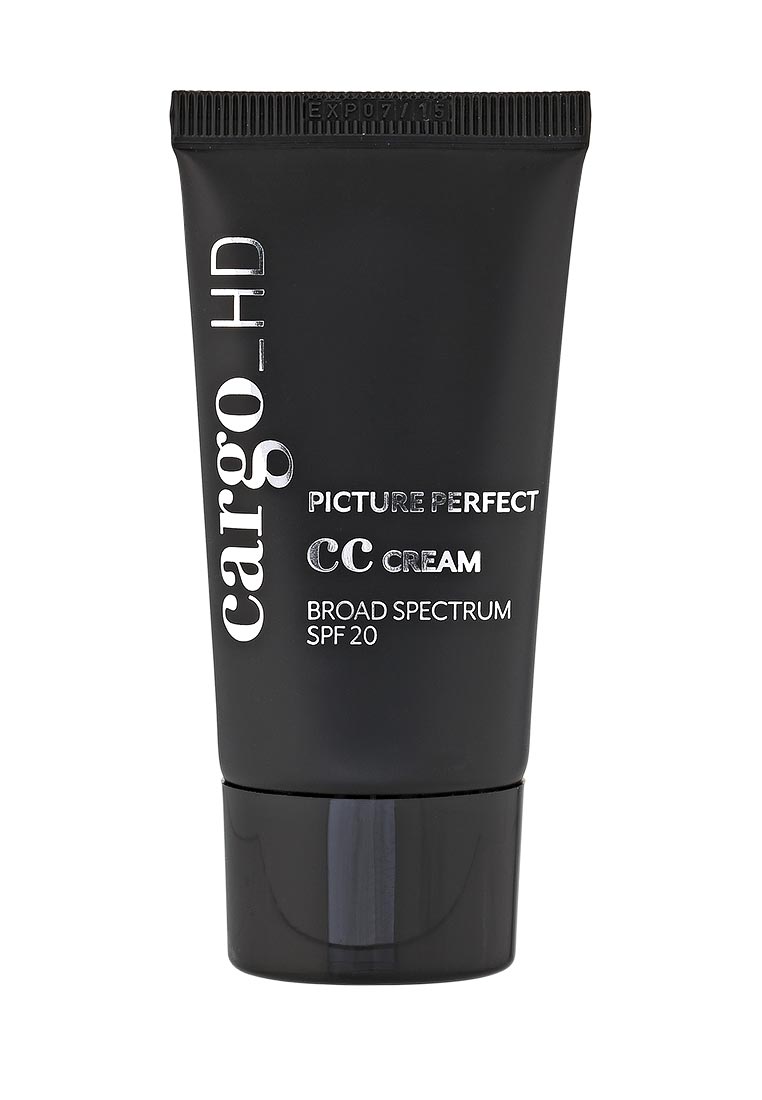 EXP07/15
cargo_HD
PICTURE PERFECT
CC CREAM
BROAD SPECTRUM
SPF 20